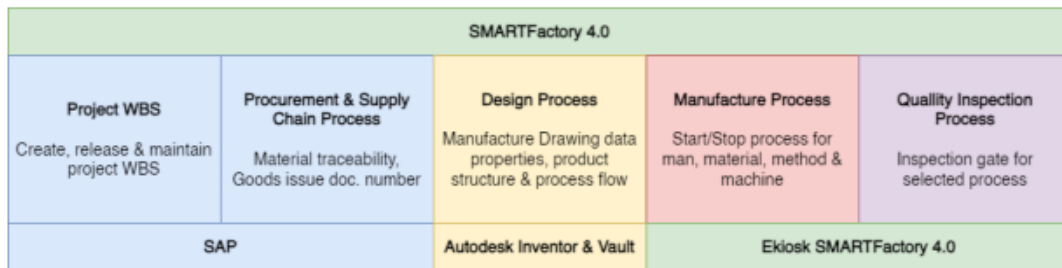 SMARTFactory 4.0
Project WBS
Create, release & maintain
project WBS
Procurement & Supply
Chain Process
Material traceability,
Goods issue doc. number
Design Process
Manufacture Drawing data
properties, product
structure & process flow
Manufacture Process
Start/Stop process for
man, material, method &
machine
Quallity Inspection
Process
Inspection gate for
selected process
SAP
Autodesk Inventor & Vault
Ekiosk SMARTFactory 4.0